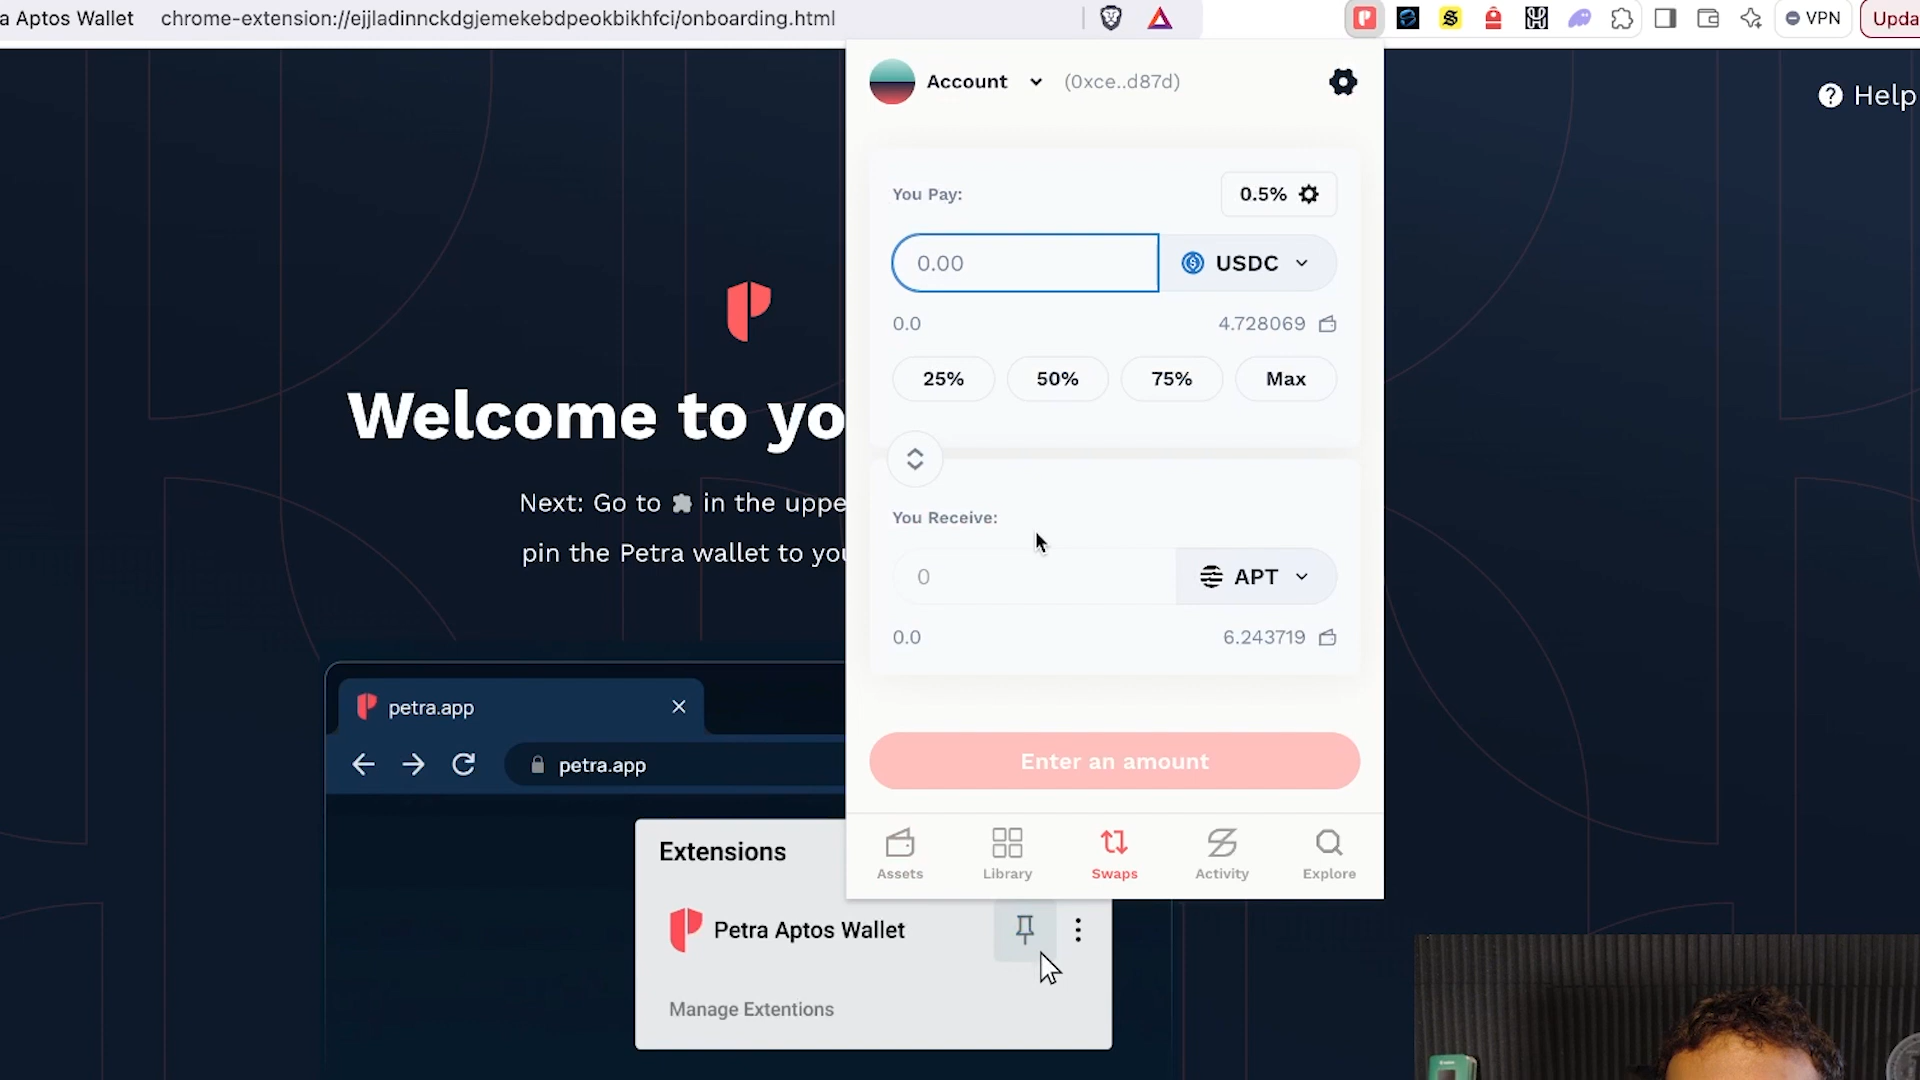 a Aptos Wallet
chrome-extension://ejjladinnckdgjemekebdpeokbikhfci/onboarding.html
VPN
Upda
Account
(0xce..d87d)
Help
You Pay:
0.5%
0.00
USDC
0.0
4.728069
25%
50%
75%
Max
Welcome to yo
Next: Go to in the uppe
pin the Petra wallet to you
You Receive:
0
APT
0.0
6.243719
petra.app
petra.app
Enter an amount
Assets
Library
Swaps
Activity
Explore
Extensions
Petra Aptos Wallet
Manage Extentions